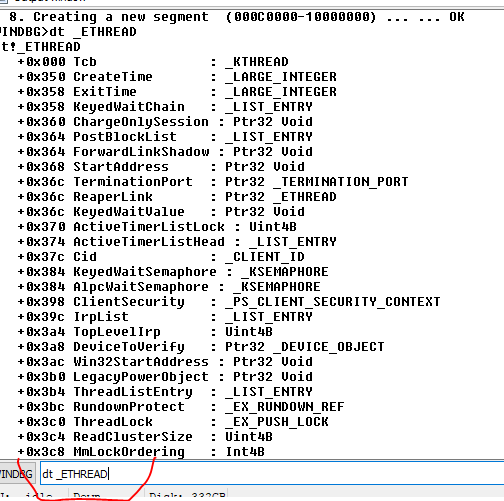 8. Creating a new segment (000C0000-10000000) ... ... OK
WINDBG>dt _ETHREAD
t!_ETHREAD
+0x000 Tcb : _KTHREAD
+0x350 CreateTime : _LARGE_INTEGER
+0x358 ExitTime : _LARGE_INTEGER
+0x358 KeyedWaitChain : _LIST_ENTRY
+0x360 ChargeOnlySession : Ptr32 Void
+0x364 PostBlockList : _LIST_ENTRY
+0x364 ForwardLinkShadow : Ptr32 Void
+0x368 StartAddress : Ptr32 Void
+0x36c TerminationPort : Ptr32 _TERMINATION_PORT
+0x36c ReaperLink : Ptr32 _ETHREAD
+0x36c KeyedWaitValue : Ptr32 Void
+0x370 ActiveTimerListLock : Uint4B
+0x374 ActiveTimerListHead : _LIST_ENTRY
+0x37c Cid : _CLIENT_ID
+0x384 KeyedWaitSemaphore : _KSEMAPHORE
+0x384 AlpcWaitSemaphore : _KSEMAPHORE
+0x398 ClientSecurity : _PS_CLIENT_SECURITY_CONTEXT
+0x39c IrpList : _LIST_ENTRY
+0x3a4 TopLevelIrp : Uint4B
+0x3a8 DeviceToVerify : Ptr32 _DEVICE_OBJECT
+0x3ac Win32StartAddress : Ptr32 Void
+0x3b0 LegacyPowerObject : Ptr32 Void
+0x3b4 ThreadListEntry : _LIST_ENTRY
+0x3bc RundownProtect : _EX_RUNDOWN_REF
+0x3c0 ThreadLock : _EX_PUSH_LOCK
+0x3c4 ReadClusterSize : Uint4B
+0x3c8 MmLockOrdering : Int4B
WINDBG dt _ETHREAD
idle Down Disk: 332GB